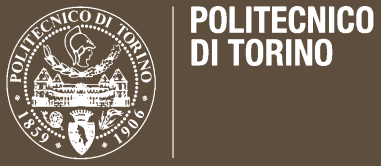 POLITECNICO DI TORINO
1859
1906
POLITECNICO
DI TORINO